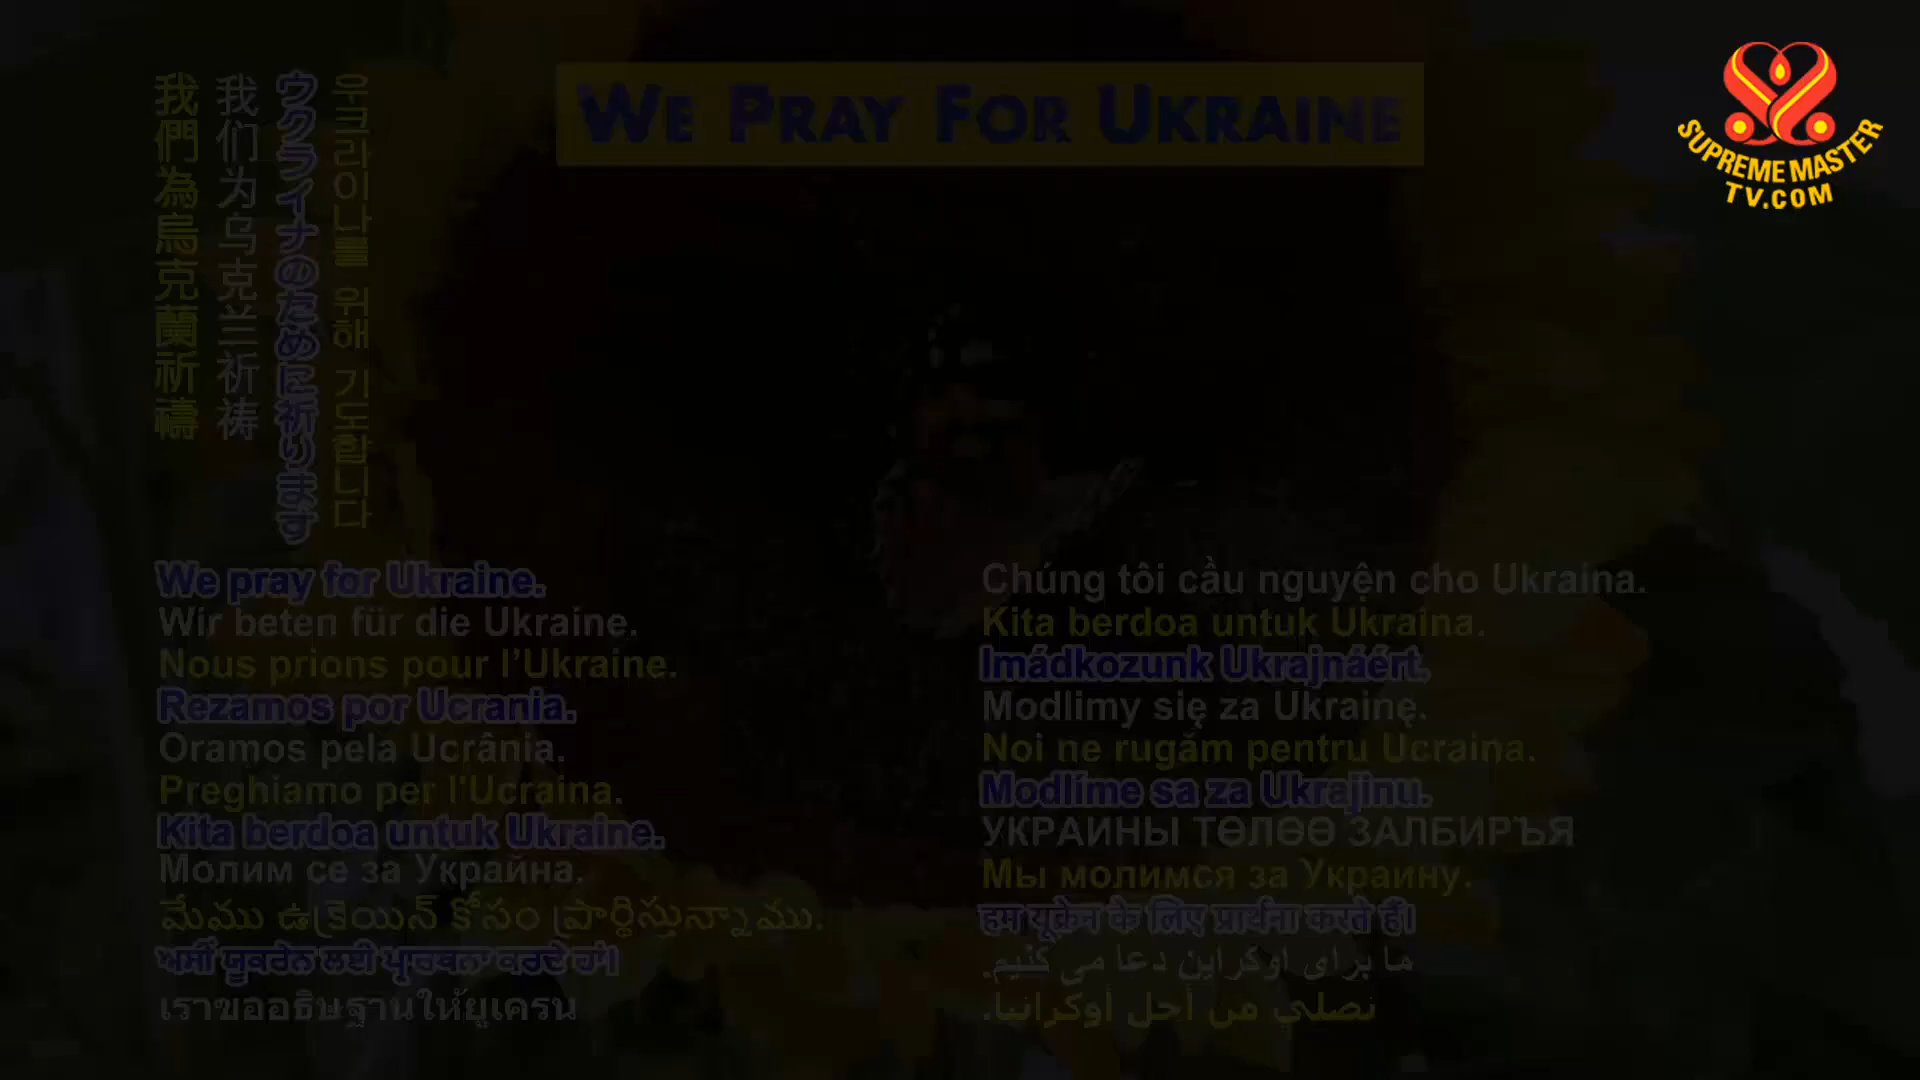 We Pray For Ukraine
SUPREME MASTER
TV.COM
我們為烏克蘭祈禱
我们为乌克兰祈祷
ウクライナのために祈ります
우크라이나를 위해 기도합니다
We pray for Ukraine.
Wir beten für die Ukraine.
Nous prions pour l’Ukraine.
Rezamos por Ucrania.
Oramos pela Ucrânia.
Preghiamo per l'Ucraina.
Kita berdoa untuk Ukraine.
Молим се за Украйна.
మేము ఉక్రెయిన్ కోసం ప్రార్థిస్తున్నాము.
ਅਸੀਂ ਯੂਕਰੇਨ ਲਈ ਪ੍ਰਾਰਥਨਾ ਕਰਦੇ ਹਾਂ।
เราขออธิษฐานให้ยูเครน
Chúng tôi cầu nguyện cho Ukraina.
Kita berdoa untuk Ukraina.
Imádkozunk Ukrajnáért.
Modlimy się za Ukrainę.
Noi ne rugăm pentru Ucraina.
Modlíme sa za Ukrajinu.
УКРАИНЫ ТӨЛӨӨ ЗАЛБИРЪЯ
Мы молимся за Украину.
हम यूक्रेन के लिए प्रार्थना करते हैं।
ما برای اوکراین دعا می کنیم.
نصلي من أجل أوكرانيا.